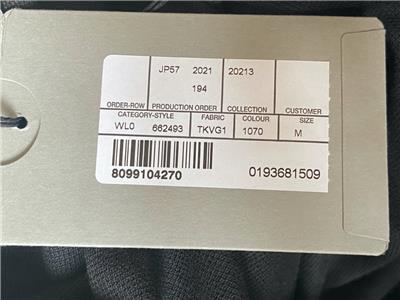 JP57 2021 20213
194
ORDER-ROW PRODUCTION ORDER COLLECTION CUSTOMER
CATEGORY-STYLE FABRIC COLOUR SIZE
WL0 662493 TKVG1 1070 M
8099104270 0193681509